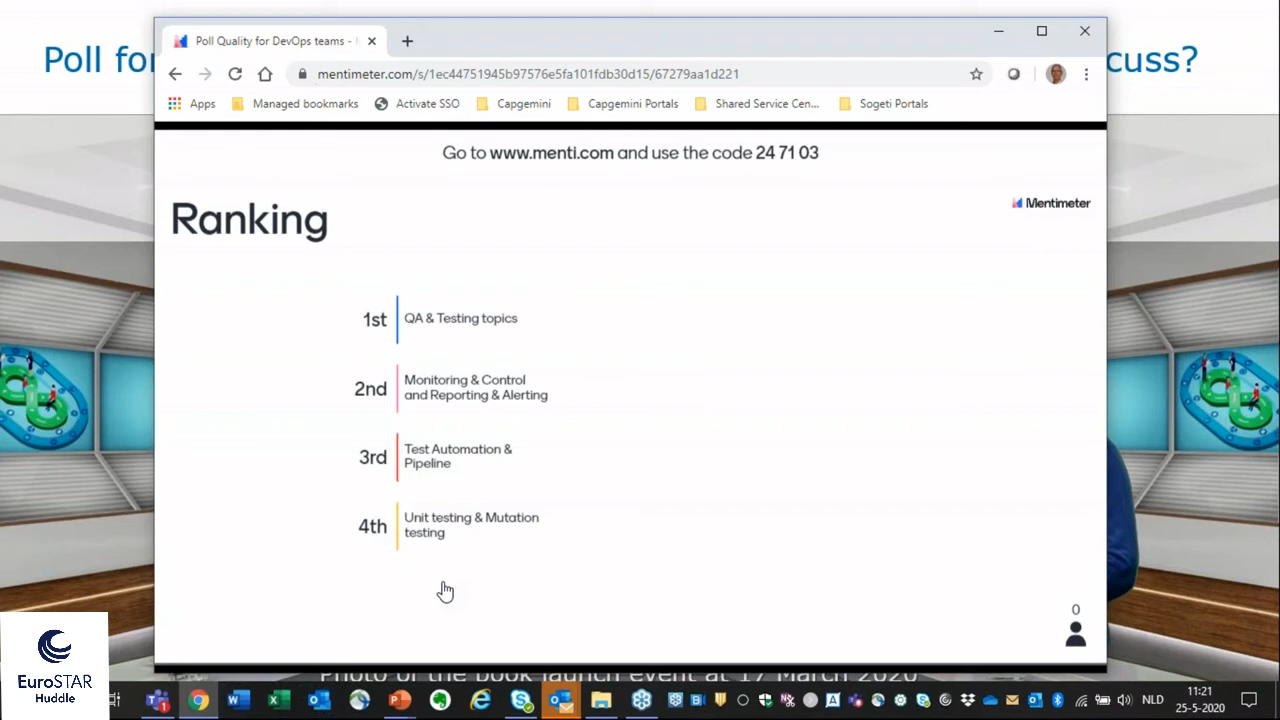 Poll for
cuss?
Poll Quality for DevOps teams -
mentimeter.com/s/1ec44751945b97576e5fa101fdb30d15/67279aa1d221
Apps
Managed bookmarks
Activate SSO
Capgemini
Capgemini Portals
Shared Service Cen...
Sogeti Portals
Go to www.menti.com and use the code 24 71 03
Mentimeter
Ranking
1st
QA & Testing topics
2nd
Monitoring & Control
and Reporting & Alerting
3rd
Test Automation &
Pipeline
4th
Unit testing & Mutation
testing
0
Photo of the book launch event at 17 March 2020
EuroSTAR
Huddle
NLD
11:21
25-5-2020